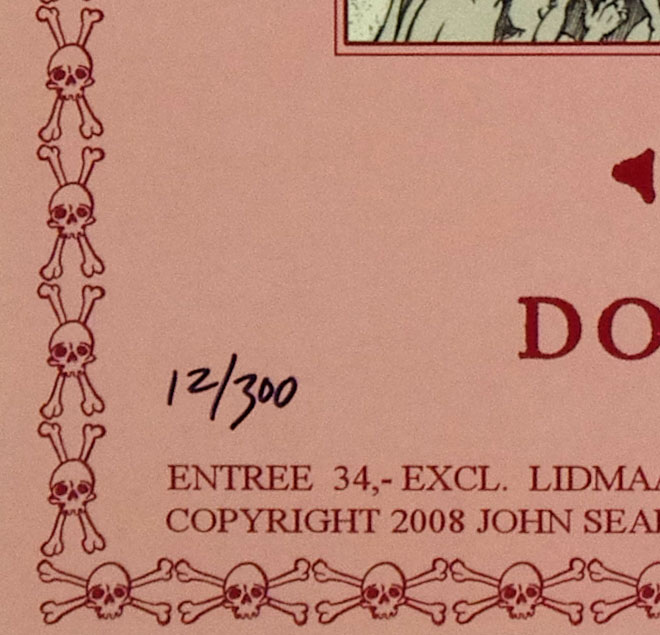 DO
12/300
ENTREE 34,- EXCL. LIDMAA
COPYRIGHT 2008 JOHN SEA